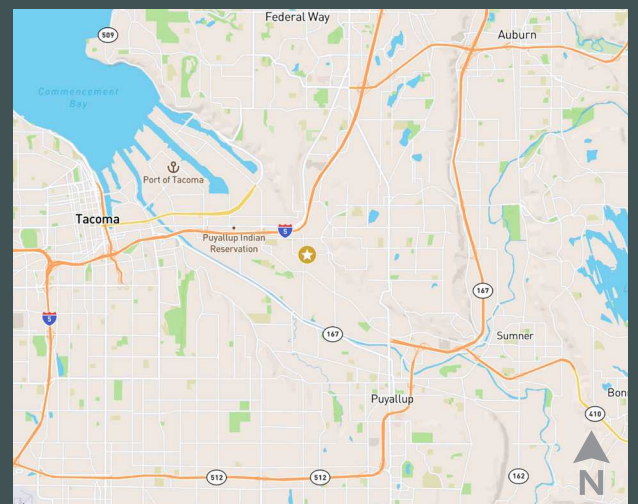 Federal Way
509
Auburn
Commencement
Bay
Port of Tacoma
Tacoma
Puyallup Indian
Reservation
5
167
5
167
Sumner
Puyallup
Bon
410
512
512
162
N